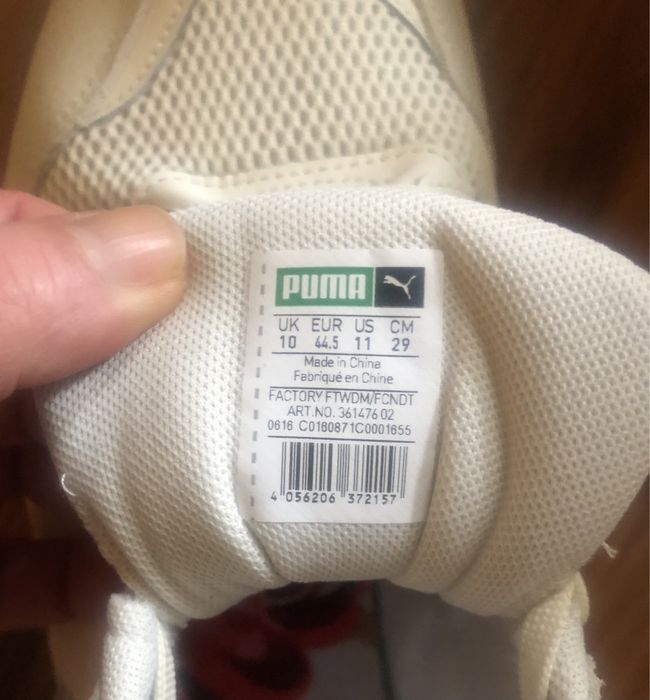 PUMA
UK EUR US CM
10 44.5 11 29
Made in China
Fabriqué en Chine
FACTORY FTWDM/FCNDT
ART.NO. 361476 02
0616 C0180871C0001655
4 056206 372157